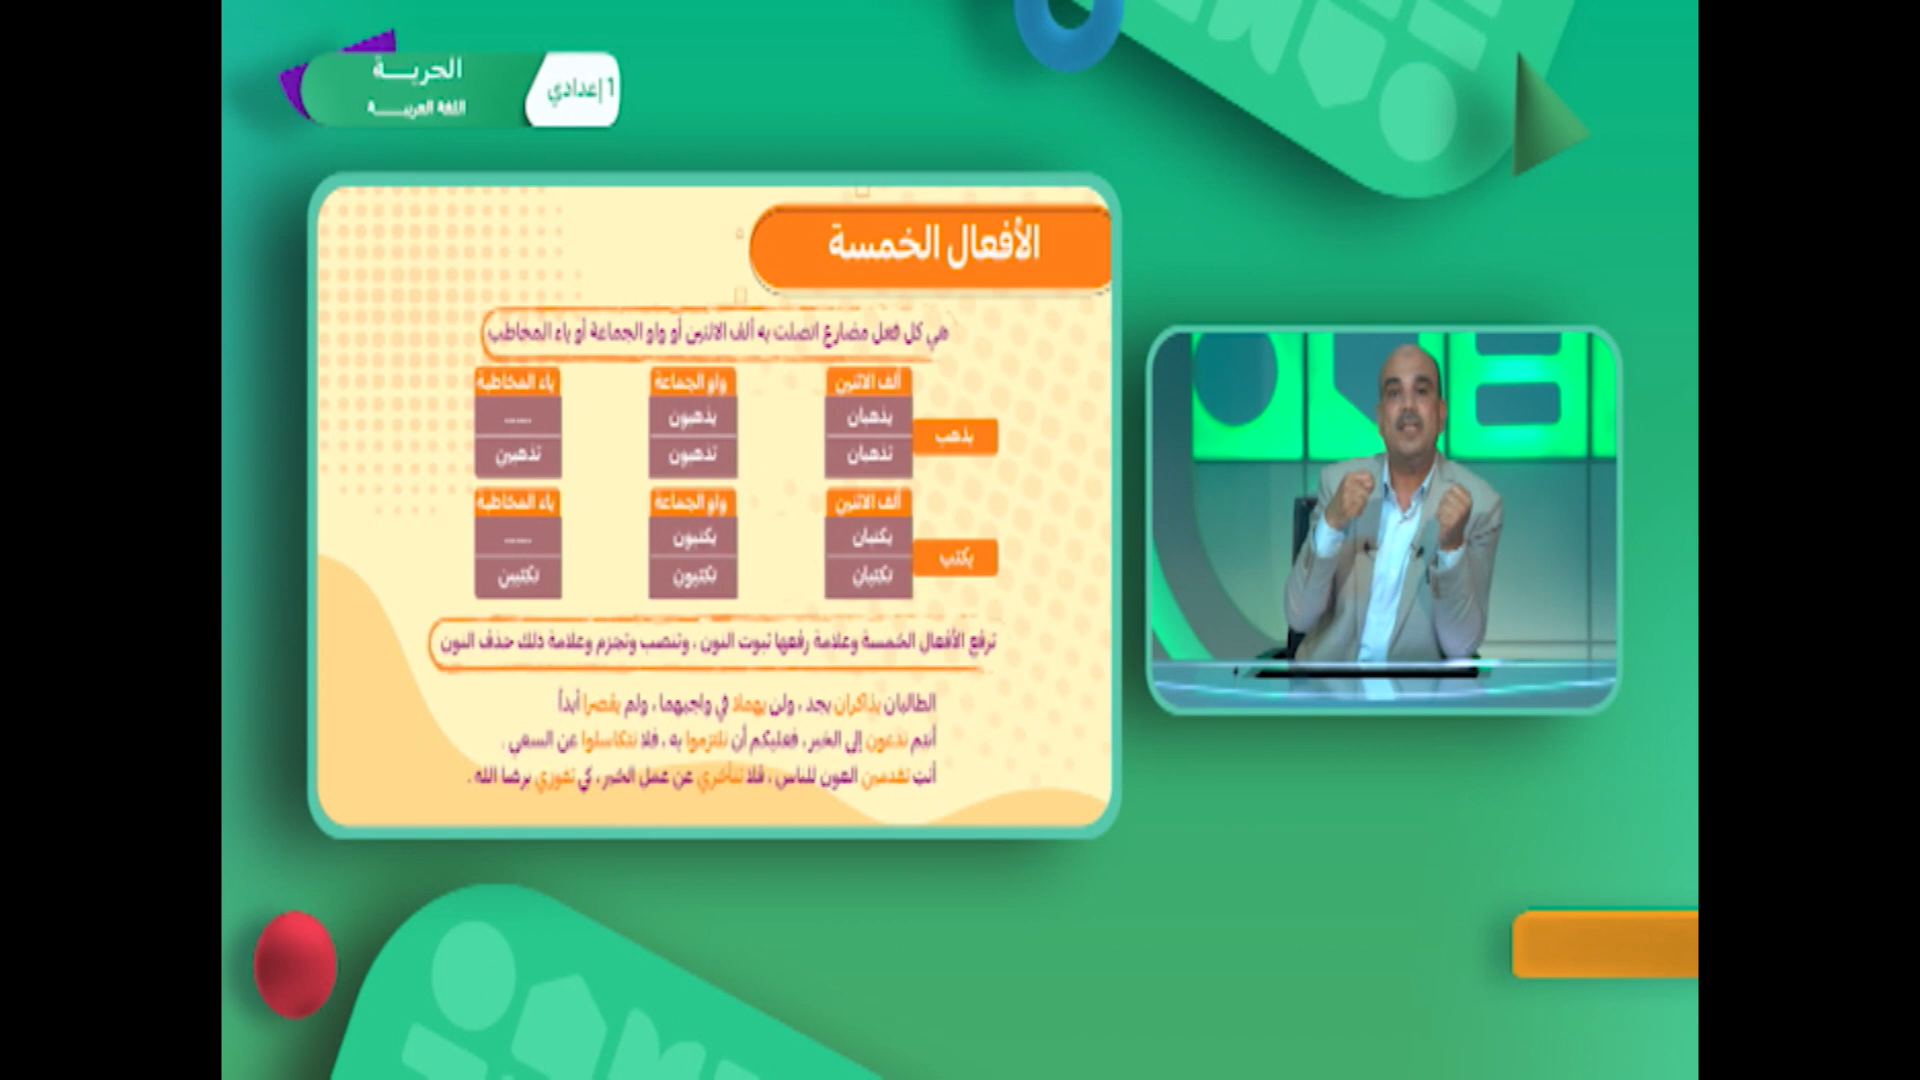 الحريـــة
اللغة العربيـــة
1 إعدادي
الأفعال الخمسة
هي كل فعل مضارع اتصلت به ألف الاثنين أو واو الجماعة أو ياء المخاطب
ألف الاثنين واو الجماعة ياء المخاطبة
يذهب يذهبان يذهبون ......
تذهبان تذهبون تذهبين
ألف الاثنين واو الجماعة ياء المخاطبة
يكتب يكتبان يكتبون ......
تكتبان تكتبون تكتبين
ترفع الأفعال الخمسة وعلامة رفعها ثبوت النون ، وتنصب وتجزم وعلامة ذلك حذف النون
الطالبان يذاكران بجد ، ولن يهملا في واجبهما ، ولم يقصرا أبداً
أنتم تدعون إلى الخير ، فعليكم أن تلتزموا به ، فلا تتكاسلوا عن السعي .
أنتِ تقدمين العون للناس ، فلا تتأخري عن عمل الخير ، كي تفوزي برضا الله .